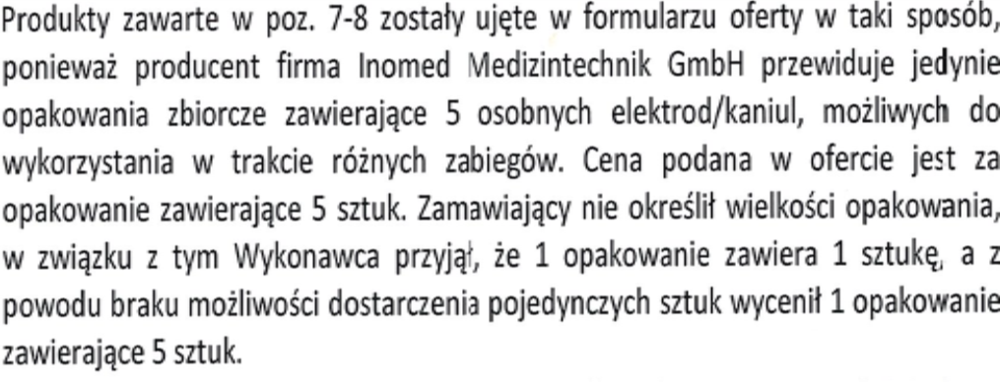 Produkty zawarte w poz. 7-8 zostały ujęte w formularzu oferty w taki sposób,
ponieważ producent firma Inomed Medizintechnik GmbH przewiduje jedynie
opakowania zbiorcze zawierające 5 osobnych elektrod/kaniul, możliwych do
wykorzystania w trakcie różnych zabiegów. Cena podana w ofercie jest za
opakowanie zawierające 5 sztuk. Zamawiający nie określił wielkości opakowania,
w związku z tym Wykonawca przyjął, że 1 opakowanie zawiera 1 sztukę, a z
powodu braku możliwości dostarczenia pojedynczych sztuk wycenił 1 opakowanie
zawierające 5 sztuk.